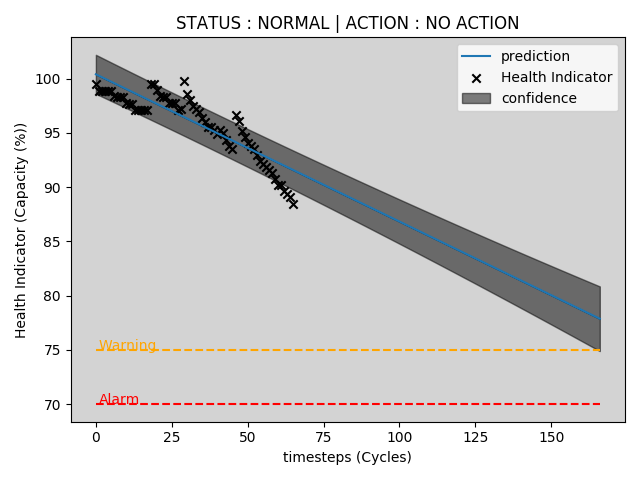 STATUS : NORMAL | ACTION : NO ACTION
prediction
Health Indicator
confidence
Health Indicator (Capacity (%))
100
95
90
85
80
75
70
Warning
Alarm
0 25 50 75 100 125 150
timesteps (Cycles)